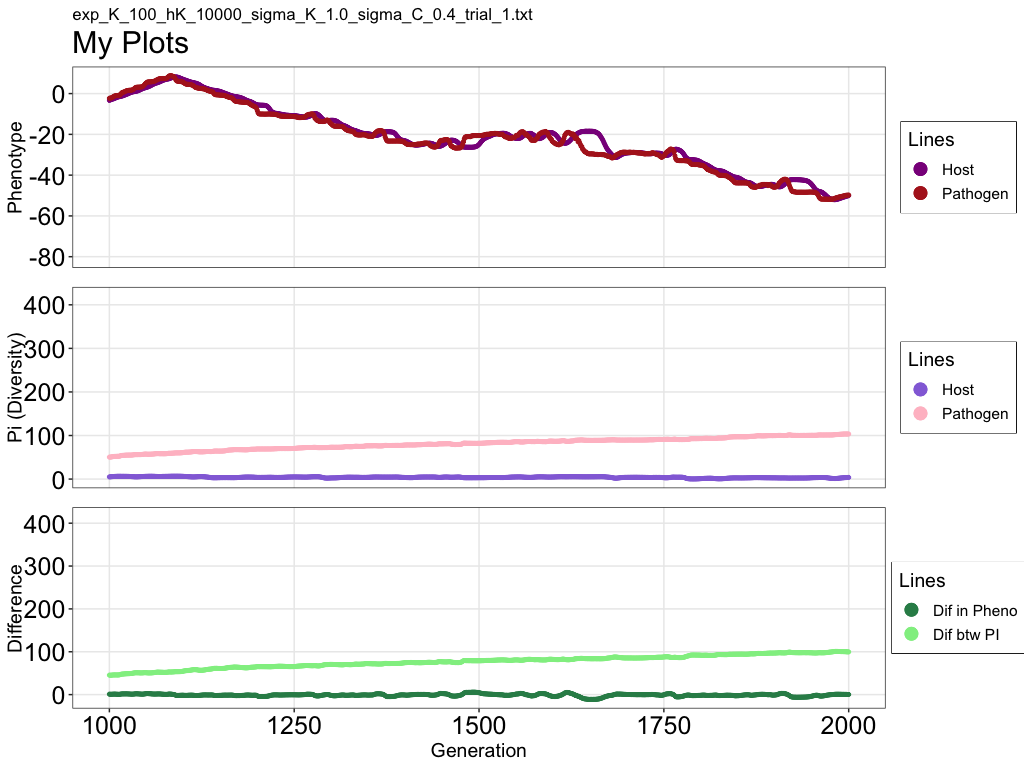 exp_K_100_hK_10000_sigma_K_1.0_sigma_C_0.4_trial_1.txt
My Plots
Phenotype
0
-20
-40
-60
-80
Lines
Host
Pathogen
Pi (Diversity)
400
300
200
100
0
Lines
Host
Pathogen
Difference
400
300
200
100
0
Lines
Dif in Pheno
Dif btw PI
1000 1250 1500 1750 2000
Generation